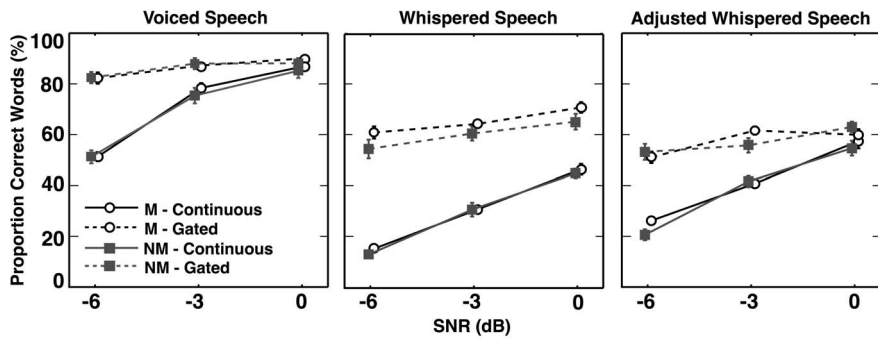 Voiced Speech
Whispered Speech
Adjusted Whispered Speech
Proportion Correct Words (%)
100
80
60
40
20
0
M - Continuous
M - Gated
NM - Continuous
NM - Gated
-6
-3
0
-6
-3
0
-6
-3
0
SNR (dB)